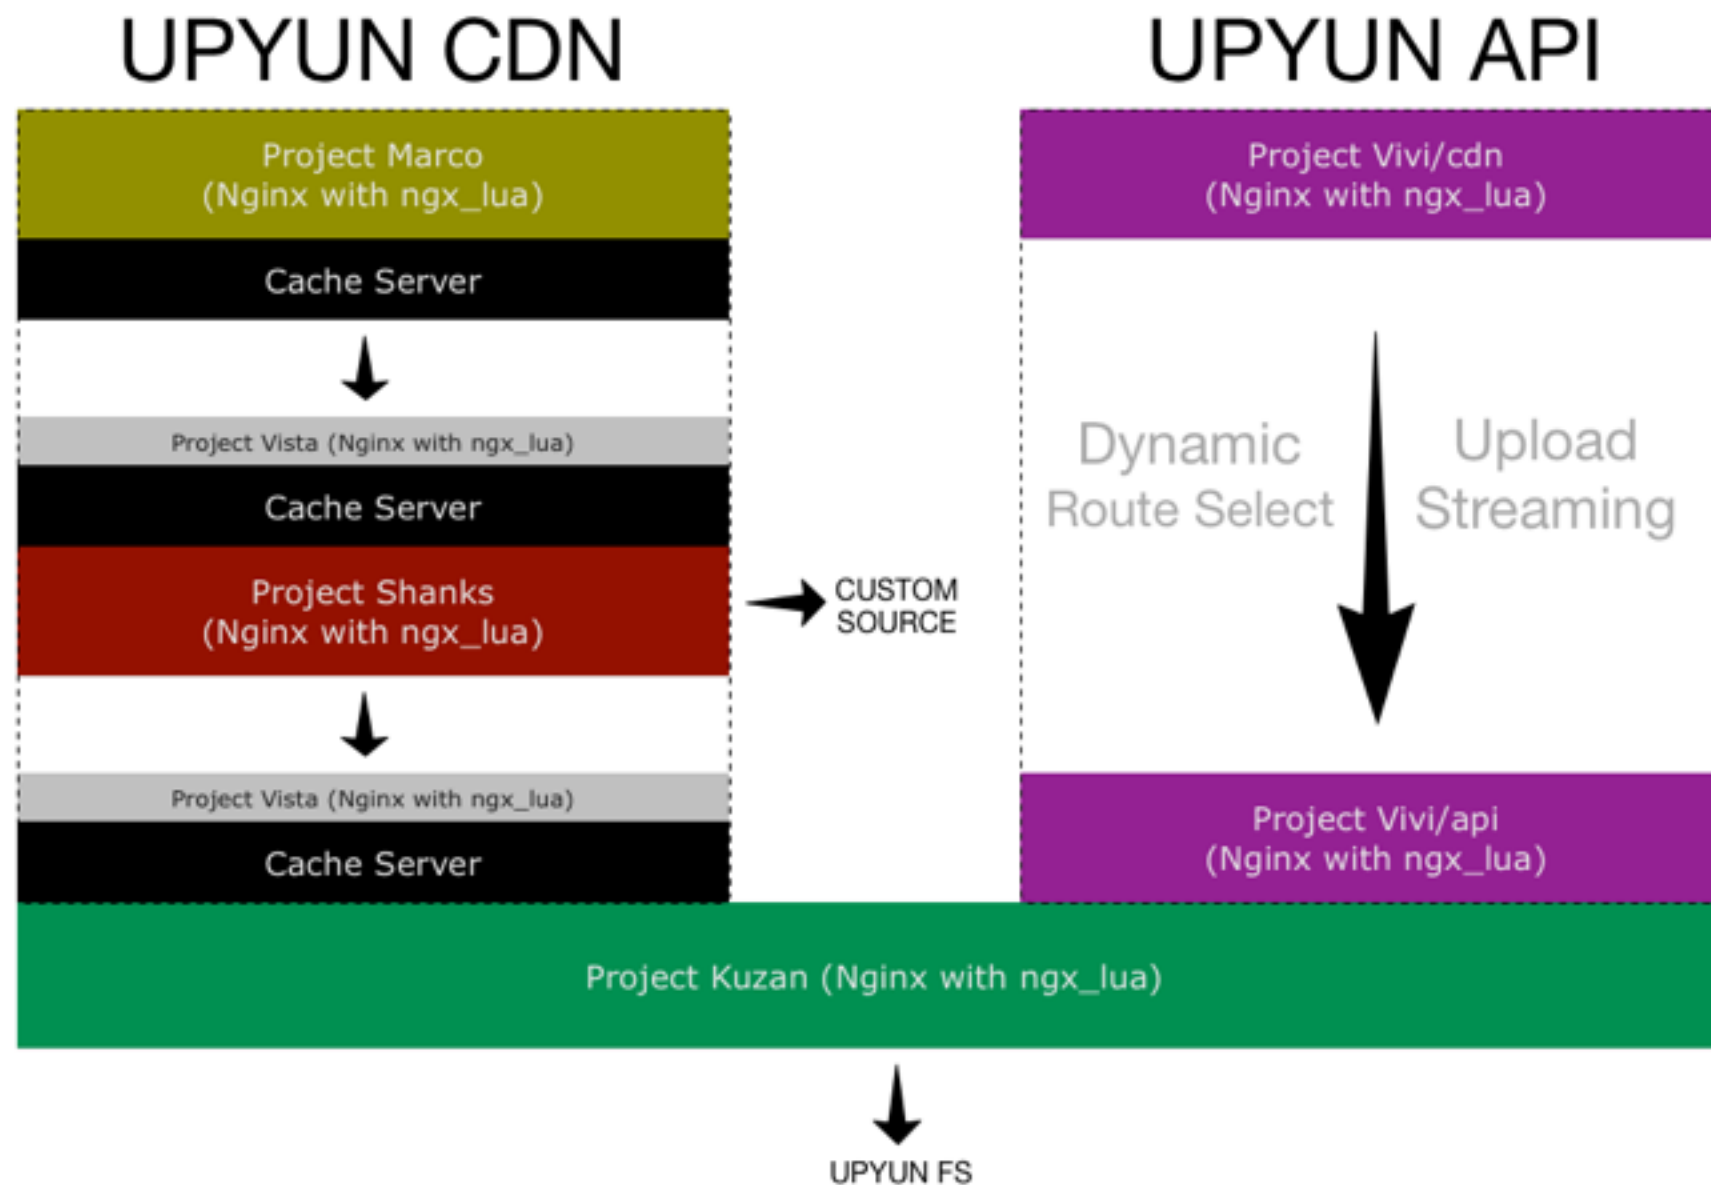 UPYUN CDN
Project Marco
(Nginx with ngx_lua)
Cache Server
Project Vista (Nginx with ngx_lua)
Cache Server
Project Shanks
(Nginx with ngx_lua)
CUSTOM
SOURCE
Project Vista (Nginx with ngx_lua)
Cache Server
UPYUN API
Project Vivi/cdn
(Nginx with ngx_lua)
Dynamic
Route Select
Upload
Streaming
Project Vivi/api
(Nginx with ngx_lua)
Project Kuzan (Nginx with ngx_lua)
UPYUN FS